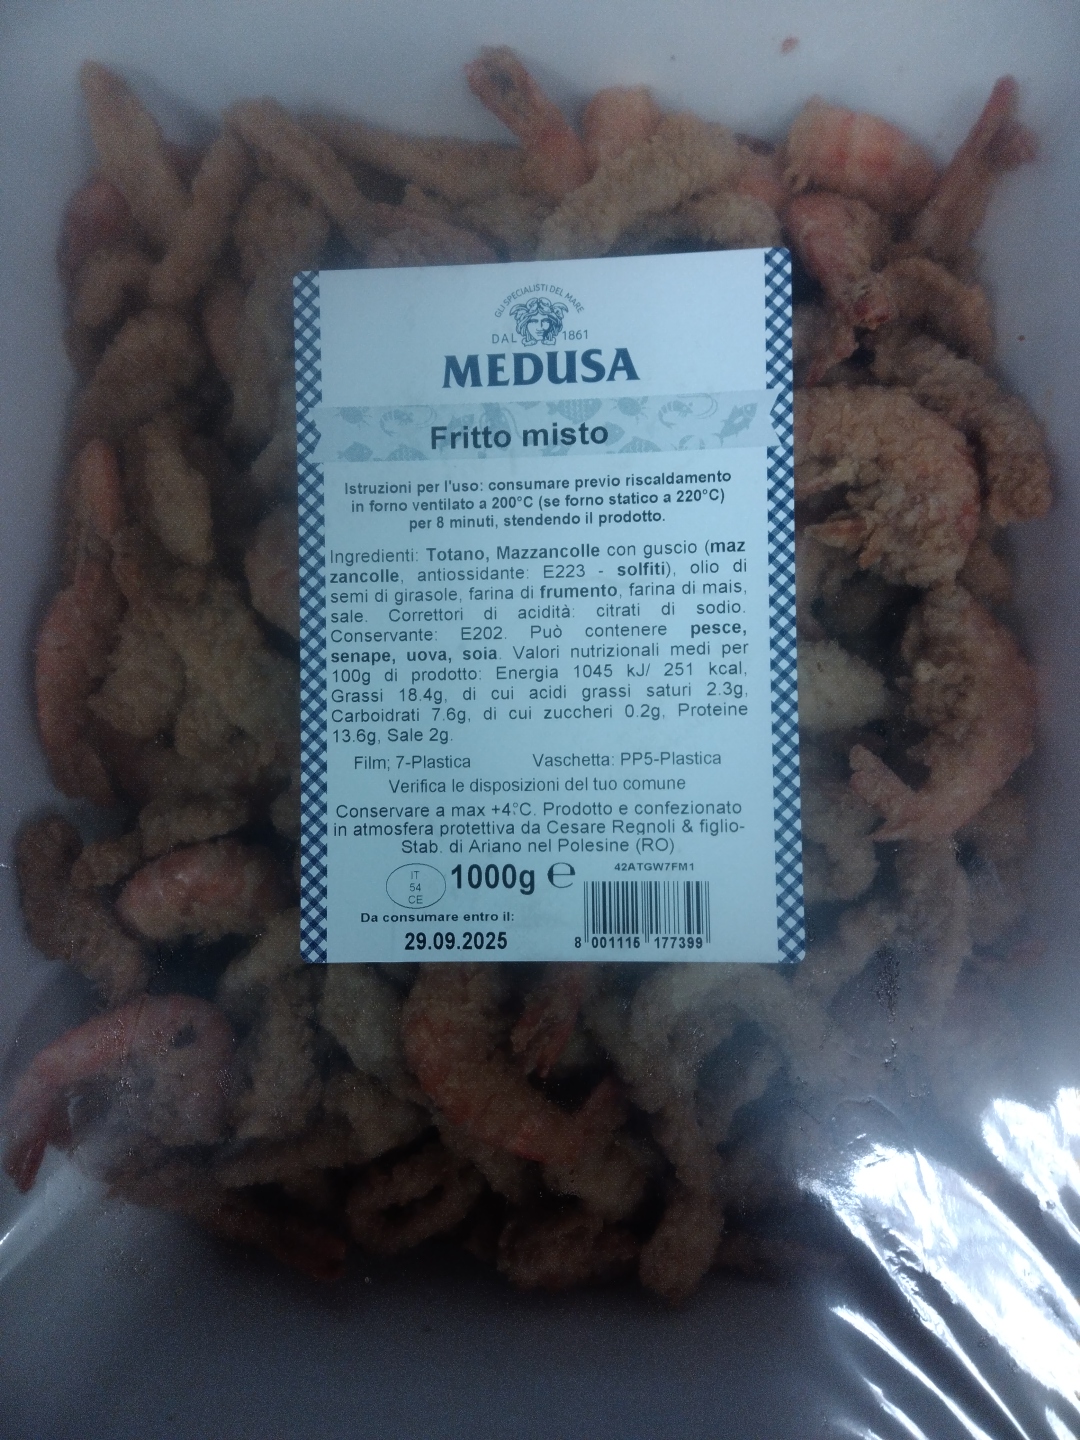 GLI SPECIALISTI DEL MARE
DAL 1861
MEDUSA
Fritto misto
Istruzioni per l'uso: consumare previo riscaldamento
in forno ventilato a 200°C (se forno statico a 220°C)
per 8 minuti, stendendo il prodotto.
Ingredienti: Totano, Mazzancolle con guscio (maz
zancolle, antiossidante: E223 - solfiti), olio di
semi di girasole, farina di frumento, farina di mais,
sale. Correttori di acidità: citrati di sodio.
Conservante: E202. Può contenere pesce,
senape, uova, soia. Valori nutrizionali medi per
100g di prodotto: Energia 1045 kJ/ 251 kcal,
Grassi 18.4g, di cui acidi grassi saturi 2.3g,
Carboidrati 7.6g, di cui zuccheri 0.2g, Proteine
13.6g, Sale 2g.
Film; 7-Plastica Vaschetta: PP5-Plastica
Verifica le disposizioni del tuo comune
Conservare a max +4°C. Prodotto e confezionato
in atmosfera protettiva da Cesare Regnoli & figlio-
Stab. di Ariano nel Polesine (RO)
IT
54
CE
1000g e
42ATGW7FM1
Da consumare entro il:
29.09.2025
8 001116 177399